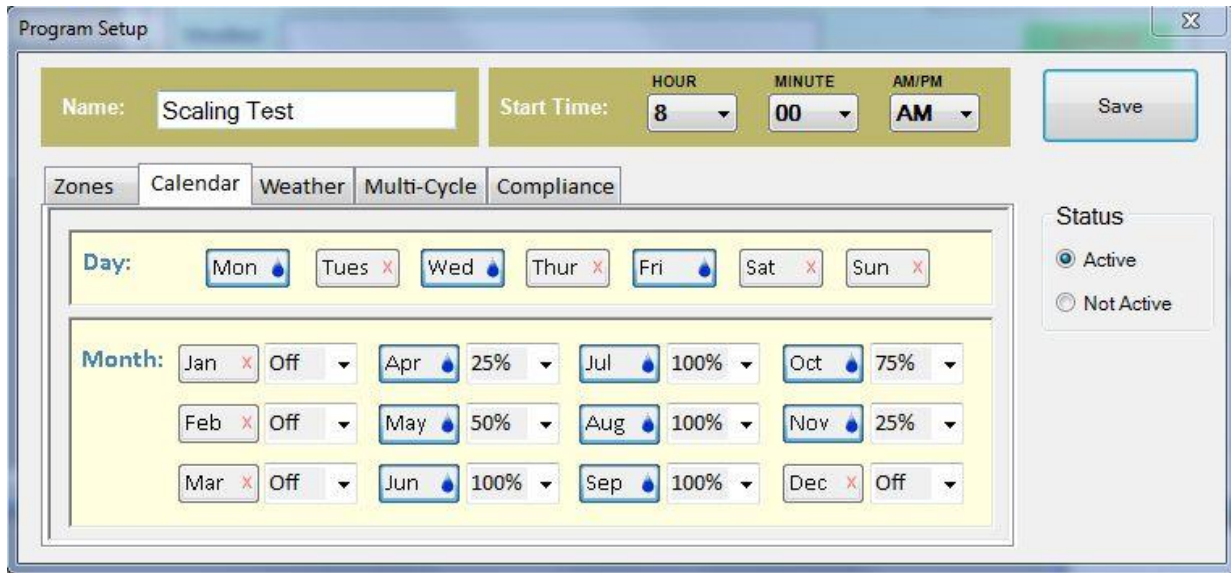 Program Setup
HOUR MINUTE AM/PM
Name: Scaling Test Start Time: 8 00 AM Save
Zones Calendar Weather Multi-Cycle Compliance
Status
Day: Mon Tues X Wed Thur X Fri Sat X Sun X
Active
Not Active
Month: Jan X Off Apr 25% Jul 100% Oct 75%
Feb X Off May 50% Aug 100% Nov 25%
Mar X Off Jun 100% Sep 100% Dec X Off